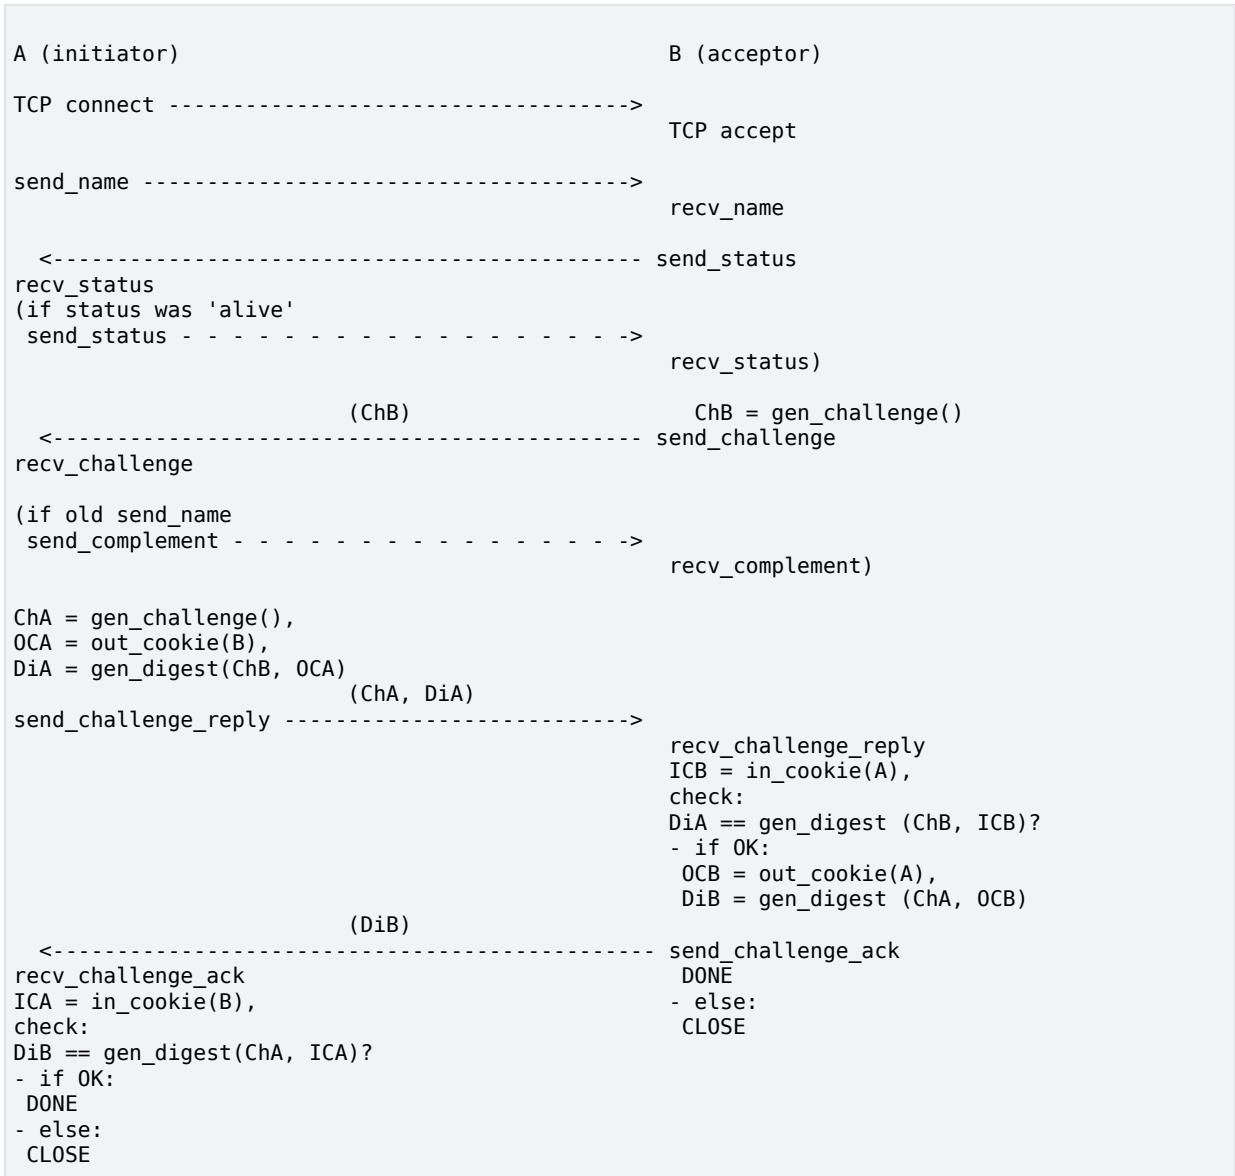 A (initiator)                                      B (acceptor)
TCP connect ------------------------------------>
                                                   TCP accept
send_name -------------------------------------->
                                                   recv_name
  <---------------------------------------------- send_status
recv_status
(if status was 'alive'
 send_status - - - - - - - - - - - - - - - - - ->
                                                   recv_status)
                          (ChB)                      ChB = gen_challenge()
  <---------------------------------------------- send_challenge
recv_challenge
(if old send_name
 send_complement - - - - - - - - - - - - - - - ->
                                                   recv_complement)
ChA = gen_challenge(),
OCA = out_cookie(B),
DiA = gen_digest(ChB, OCA)
                          (ChA, DiA)
send_challenge_reply --------------------------->
                                                   recv_challenge_reply
                                                   ICB = in_cookie(A),
                                                   check:
                                                   DiA == gen_digest (ChB, ICB)?
                                                   - if OK:
                                                    OCB = out_cookie(A),
                                                    DiB = gen_digest (ChA, OCB)
                          (DiB)
  <----------------------------------------------- send_challenge_ack
recv_challenge_ack                                  DONE
ICA = in_cookie(B),                                - else:
check:                                              CLOSE
DiB == gen_digest(ChA, ICA)?
- if OK:
 DONE
- else:
 CLOSE